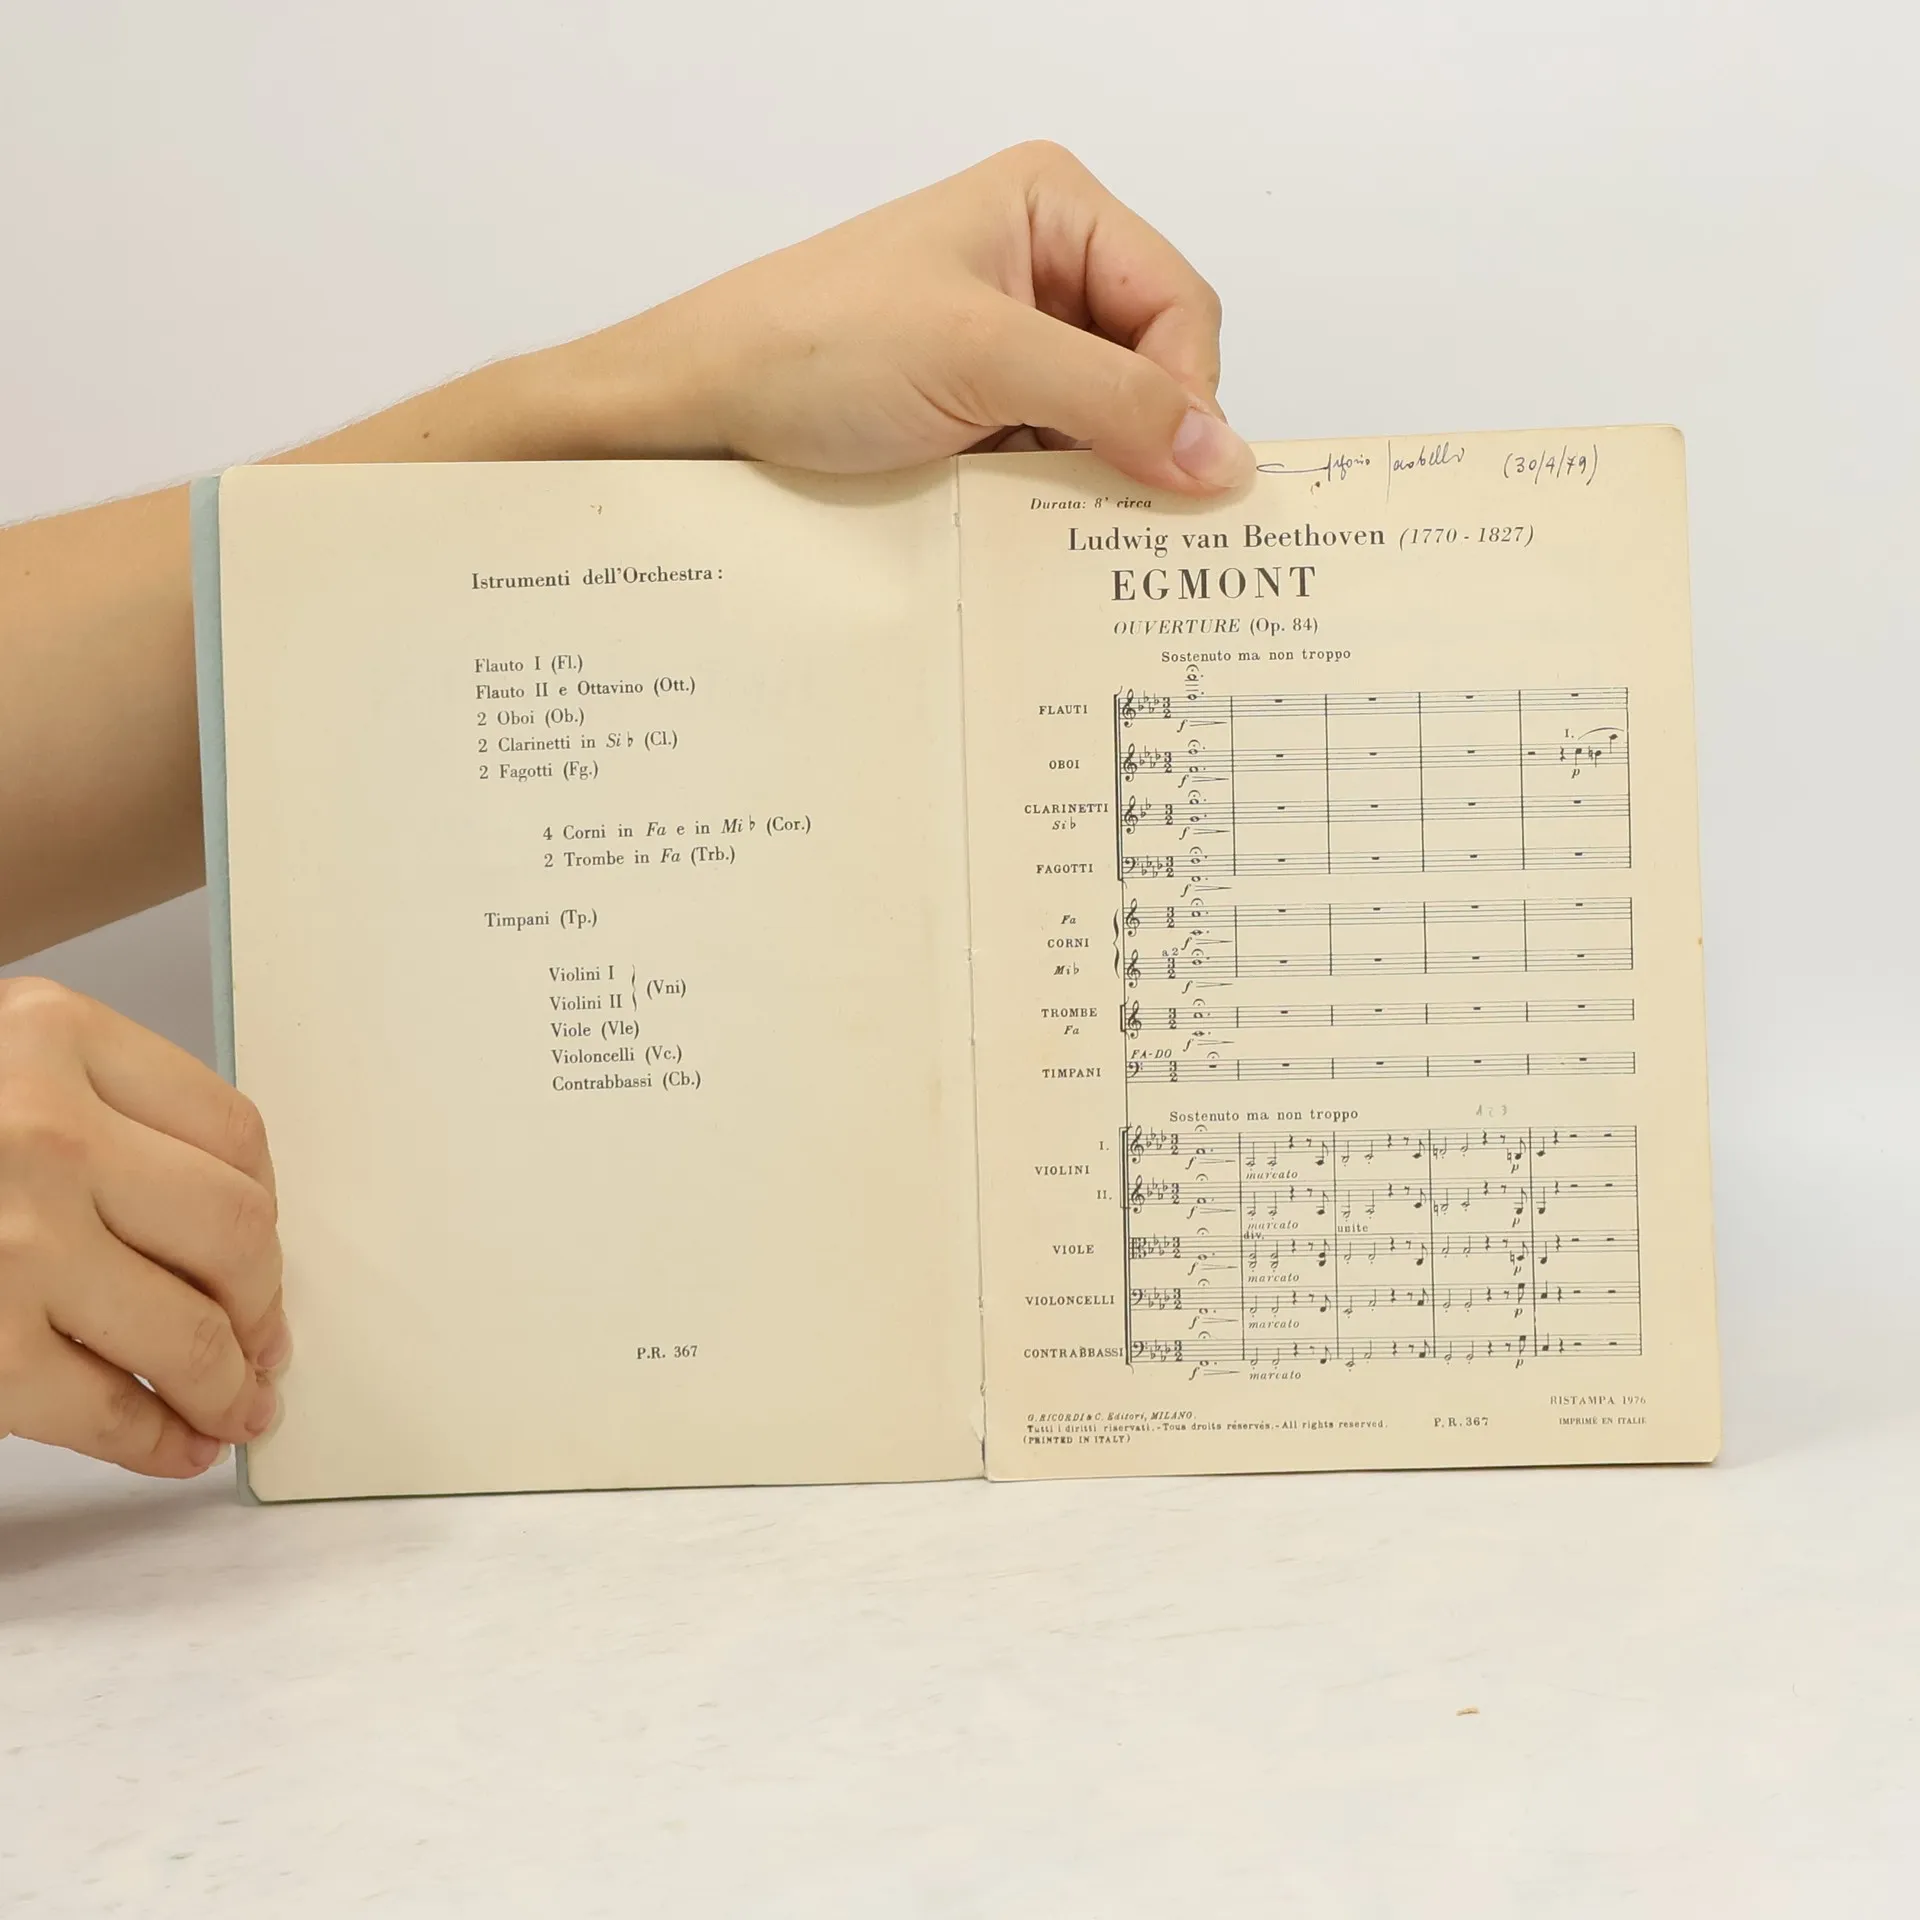 Istrumenti dell'Orchestra:
Flauto I (Fl.)
Flauto II e Ottavino (Ott.)
2 Oboi (Ob.)
2 Clarinetti in Si♭ (Cl.)
2 Fagotti (Fg.)
4 Corni in Fa e in Mi♭ (Cor.)
2 Trombe in Fa (Trb.)
Timpani (Tp.)
Violini I
Violini II
(Vni)
Viole (Vle)
Violoncelli (Vc.)
Contrabbassi (Cb.)
P.R. 367
(30/4/79)
Durata: 8' circa
Ludwig van Beethoven (1770 - 1827)
EGMONT
OUVERTURE (Op. 84)
Sostenuto ma non troppo
FLAUTI
f
I.
OBOI
f
p
CLARINETTI
Si♭
f
FAGOTTI
f
Fa
CORNI
f
a 2
Mi♭
f
TROMBE
Fa
f
FA-DO
TIMPANI
Sostenuto ma non troppo
1 2 3
I.
VIOLINI
f
marcato
p
II.
f
marcato
unite
p
div.
VIOLE
f
marcato
p
VIOLONCELLI
f
marcato
p
CONTRABBASSI
f
marcato
p
G. RICORDI & C. Editori, MILANO.
Tutti i diritti riservati. - Tous droits réservés. - All rights reserved.
(PRINTED IN ITALY)
P. R. 367
RISTAMPA 1976
IMPRIMÉ EN ITALIE